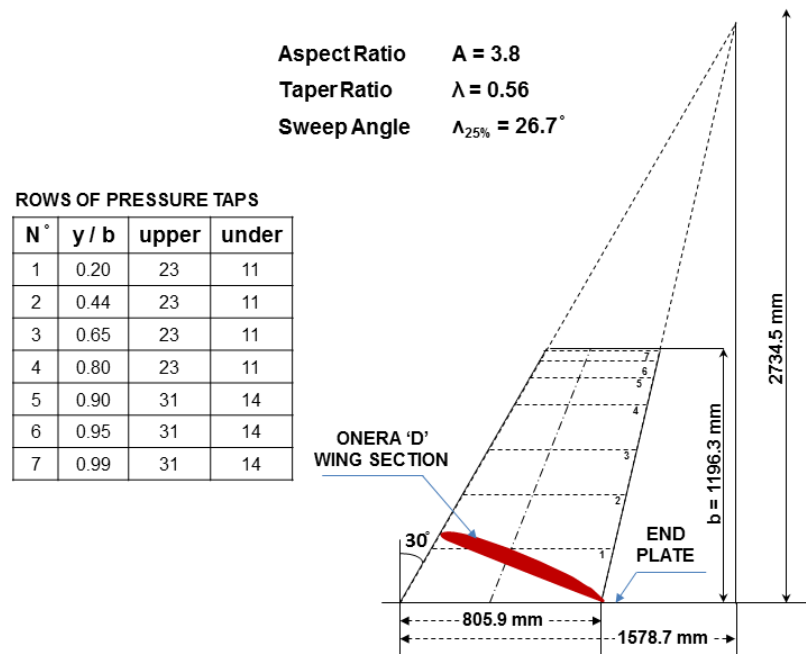 Aspect Ratio A = 3.8
Taper Ratio λ = 0.56
Sweep Angle Λ25% = 26.7°
ROWS OF PRESSURE TAPS
N° y / b upper under
1 0.20 23 11
2 0.44 23 11
3 0.65 23 11
4 0.80 23 11
5 0.90 31 14
6 0.95 31 14
7 0.99 31 14
2734.5 mm
7
6
5
4
3
2
1
b = 1196.3 mm
ONERA ‘D’
WING SECTION
30°
END
PLATE
805.9 mm
1578.7 mm